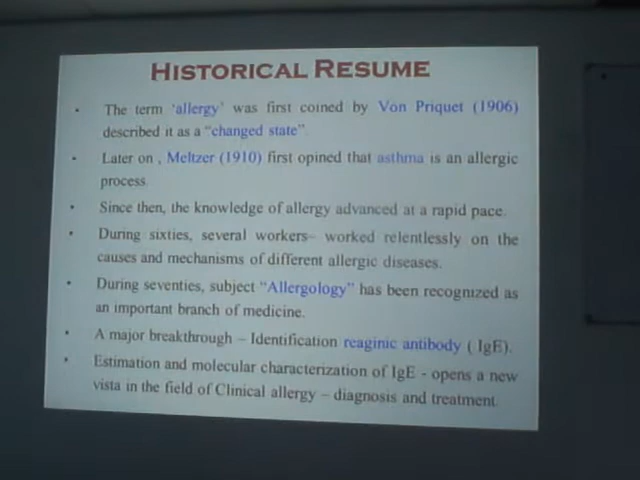 HISTORICAL RESUME
• The term 'allergy' was first coined by Von Priquet (1906)
described it as a "changed state"
• Later on , Meltzer (1910) first opined that asthma is an allergic
process
• Since then, the knowledge of allergy advanced at a rapid pace.
• During sixties, several workers– worked relentlessly on the
causes and mechanisms of different allergic diseases.
• During seventies, subject "Allergology" has been recognized as
an important branch of medicine.
• A major breakthrough – Identification reaginic antibody ( IgE).
• Estimation and molecular characterization of IgE - opens a new
vista in the field of Clinical allergy – diagnosis and treatment.